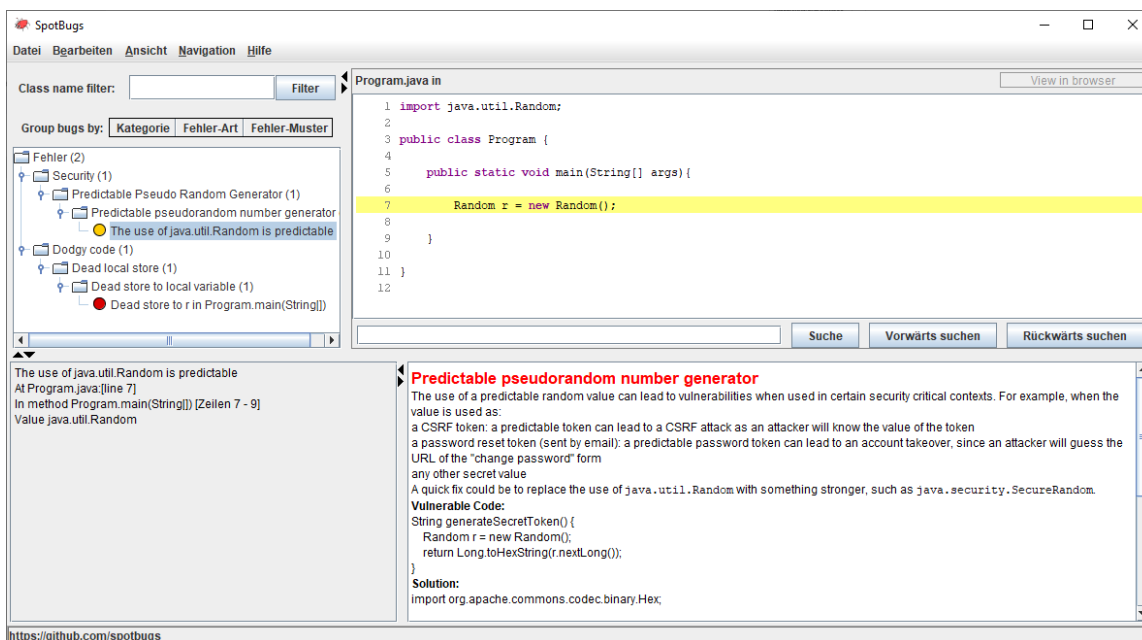 SpotBugs
Datei Bearbeiten Ansicht Navigation Hilfe
Class name filter: Filter
Group bugs by: Kategorie Fehler-Art Fehler-Muster
Fehler (2)
Security (1)
Predictable Pseudo Random Generator (1)
Predictable pseudorandom number generator
The use of java.util.Random is predictable
Dodgy code (1)
Dead local store (1)
Dead store to local variable (1)
Dead store to r in Program.main(String[])
Program.java in View in browser
1 import java.util.Random;
2
3 public class Program {
4
5 public static void main(String[] args){
6
7 Random r = new Random();
8
9 }
10
11 }
12
Suche Vorwärts suchen Rückwärts suchen
The use of java.util.Random is predictable
At Program.java:[line 7]
In method Program.main(String[]) [Zeilen 7 - 9]
Value java.util.Random
Predictable pseudorandom number generator
The use of a predictable random value can lead to vulnerabilities when used in certain security critical contexts. For example, when the
value is used as:
a CSRF token: a predictable token can lead to a CSRF attack as an attacker will know the value of the token
a password reset token (sent by email): a predictable password token can lead to an account takeover, since an attacker will guess the
URL of the "change password" form
any other secret value
A quick fix could be to replace the use of java.util.Random with something stronger, such as java.security.SecureRandom.
Vulnerable Code:
String generateSecretToken() {
Random r = new Random();
return Long.toHexString(r.nextLong());
}
Solution:
import org.apache.commons.codec.binary.Hex;
https://github.com/spotbugs